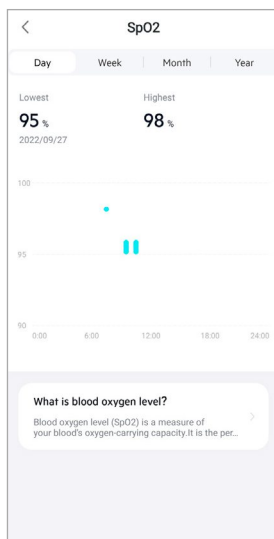 SpO2
Day Week Month Year
Lowest Highest
95 % 98 %
2022/09/27
100
95
90
0:00 6:00 12:00 18:00 24:00
What is blood oxygen level?
Blood oxygen level (SpO2) is a measure of
your blood's oxygen-carrying capacity.It is the per...